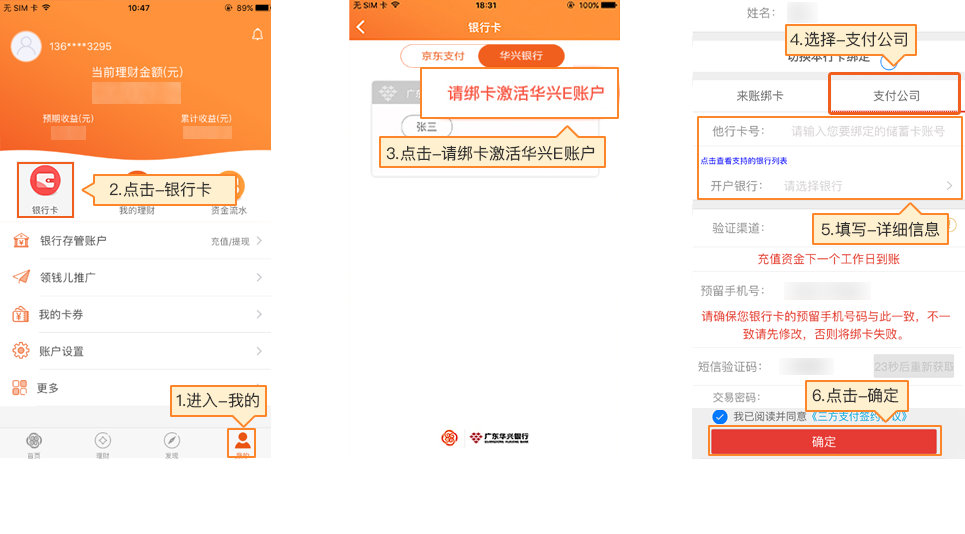 无 SIM 卡 10:47 89%
136****3295
当前理财金额(元)
预期收益(元) 累计收益(元)
银行卡
2.点击–银行卡
我的理财
资金流水
银行存管账户 充值/提现
领钱儿推广
我的卡券
账户设置
更多
1.进入–我的
首页 理财 发现 我的
无 SIM 卡 18:31 100%
银行卡
京东支付 华兴银行
广东
请绑卡激活华兴E账户
张三
3.点击–请绑卡激活华兴E账户
广东华兴银行
姓名:
4.选择–支付公司
切换本行卡绑定
来账绑卡 支付公司
他行卡号: 请输入您要绑定的储蓄卡账号
点击查看支持的银行列表
开户银行: 请选择银行
5.填写–详细信息
验证渠道:
充值资金下一个工作日到账
预留手机号:
请确保您银行卡的预留手机号码与此一致，不一
致请先修改，否则将绑卡失败。
短信验证码: 23秒后重新获取
6.点击–确定
交易密码:
我已阅读并同意《三方支付签约协议》
确定